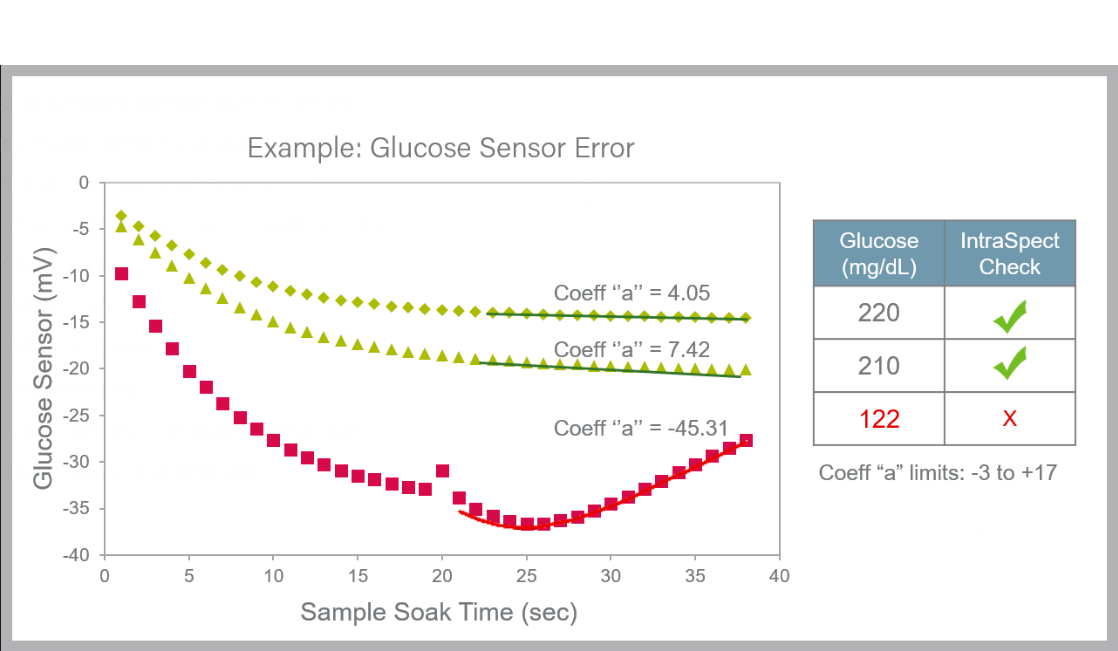 Example: Glucose Sensor Error
Glucose Sensor (mV)
0
-5
-10
-15
-20
-25
-30
-35
-40
0 5 10 15 20 25 30 35 40
Sample Soak Time (sec)
Coeff ‘’a’’ = 4.05
Coeff ‘’a’’ = 7.42
Coeff ‘’a’’ = -45.31
Glucose (mg/dL) IntraSpect Check
220
210
122 X
Coeff “a” limits: -3 to +17